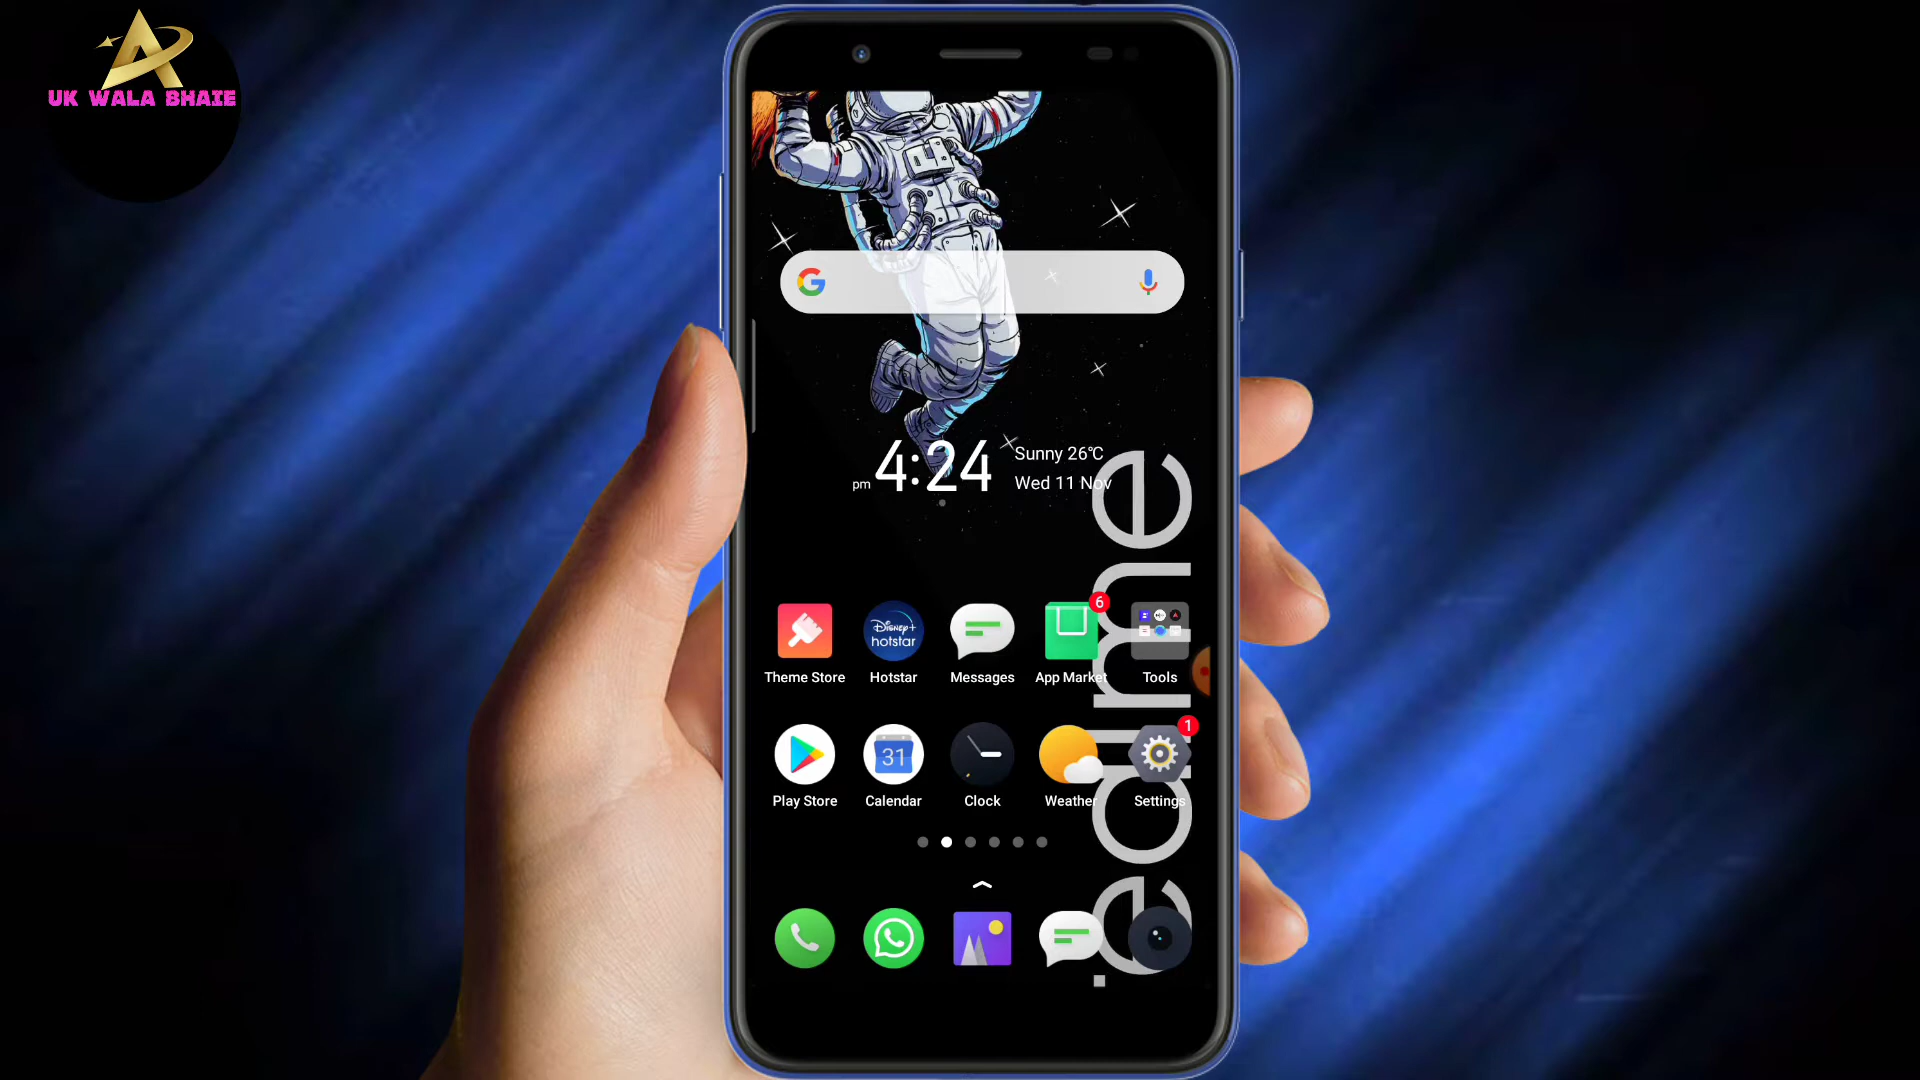 UK WALA BHAIE
pm 4:24
Sunny 26℃
Wed 11 Nov
realme
DISNEY+
hotstar
6
Theme Store
Hotstar
Messages
App Market
Tools
31
1
Play Store
Calendar
Clock
Weather
Settings